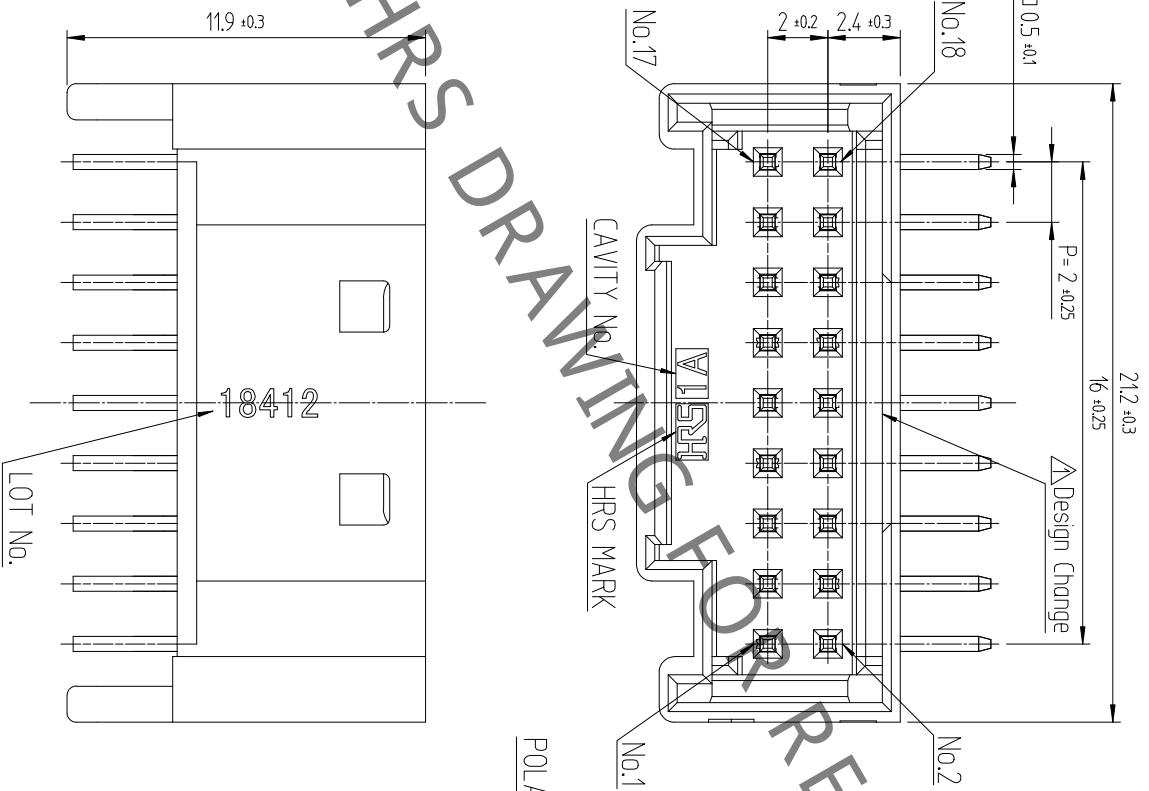 11.9 ±0.3
No.17
2 ±0.2
2.4 ±0.3
No.18
□0.5 ±0.1
P= 2 ±0.25
21.2 ±0.3
16 ±0.25
1 Design Change
CAVITY No.
1A
HRS
HRS MARK
18412
LOT No.
No.1
No.2
POLA
HRS DRAWING FOR RE